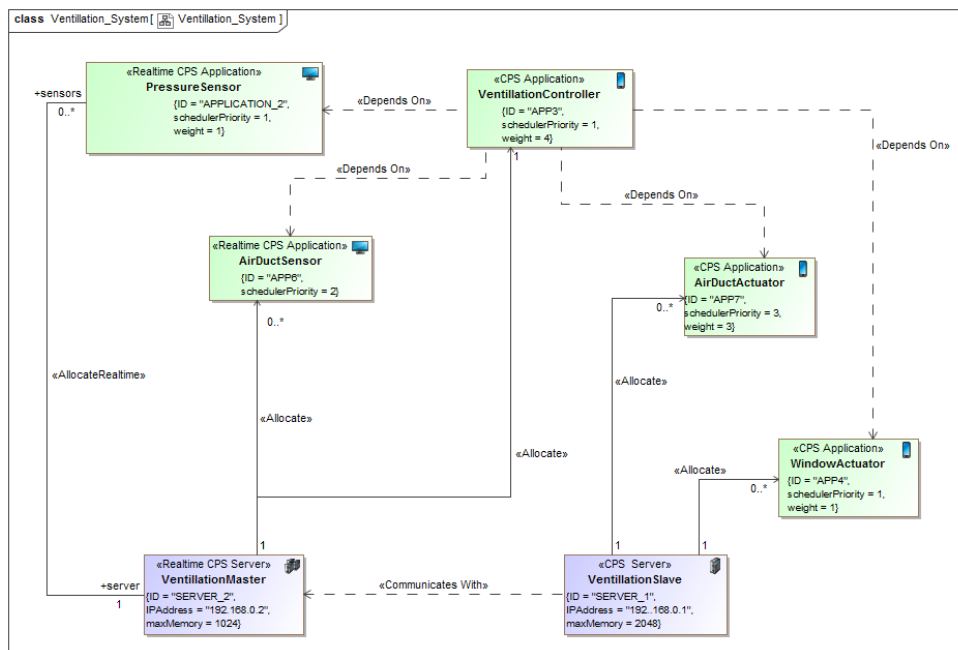 class Ventillation_System [ Ventillation_System ]
«Realtime CPS Application»
PressureSensor
{ID = "APPLICATION_2",
schedulerPriority = 1,
weight = 1}
+sensors
0..*
«Depends On»
«CPS Application»
VentillationController
{ID = "APP3",
schedulerPriority = 1,
weight = 4}
1
«Depends On»
«Depends On»
«Depends On»
«Realtime CPS Application»
AirDuctSensor
{ID = "APP6",
schedulerPriority = 2}
0..*
«CPS Application»
AirDuctActuator
{ID = "APP7",
schedulerPriority = 3,
weight = 3}
0..*
«AllocateRealtime»
«Allocate»
«Allocate»
«Allocate»
«Allocate»
0..*
«CPS Application»
WindowActuator
{ID = "APP4",
schedulerPriority = 1,
weight = 1}
1
1
1
+server
1
«Realtime CPS Server»
VentillationMaster
{ID = "SERVER_2",
IPAddress = "192.168.0.2",
maxMemory = 1024}
«Communicates With»
«CPS Server»
VentillationSlave
{ID = "SERVER_1",
IPAddress = "192..168.0.1",
maxMemory = 2048}